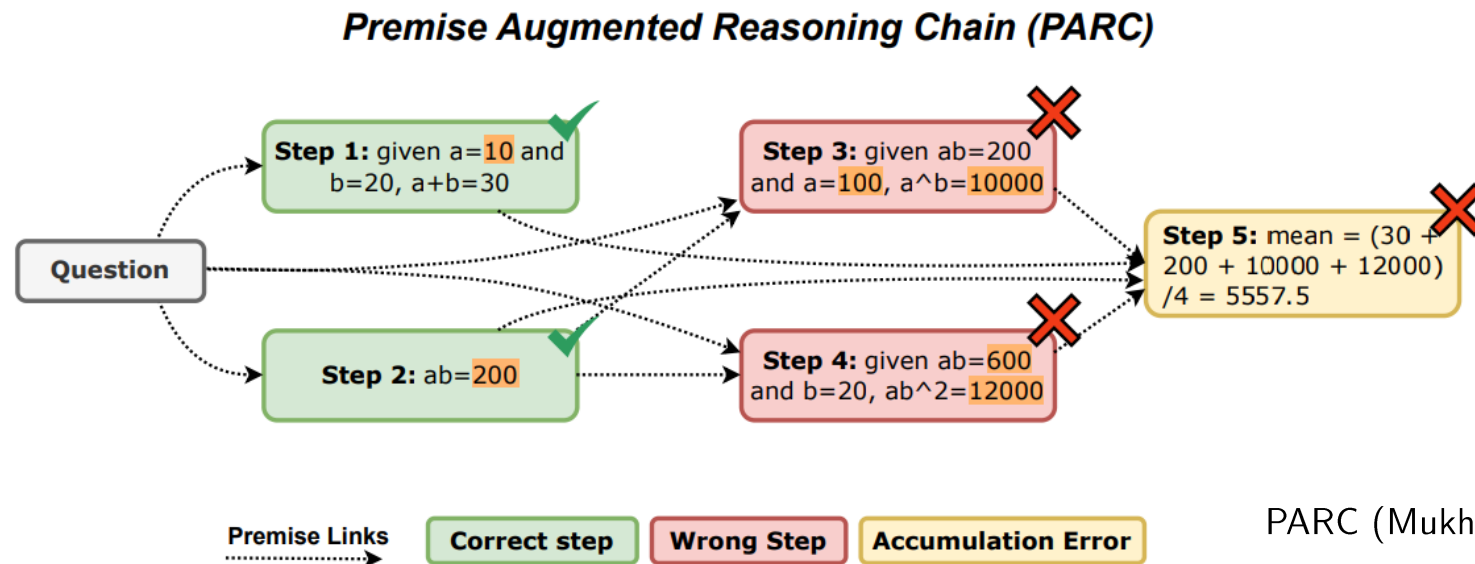 Premise Augmented Reasoning Chain (PARC)
Question
Step 1: given a=10 and
b=20, a+b=30
Step 2: ab=200
Step 3: given ab=200
and a=100, a^b=10000
Step 4: given ab=600
and b=20, ab^2=12000
Step 5: mean = (30 +
200 + 10000 + 12000)
/4 = 5557.5
Premise Links
Correct step
Wrong Step
Accumulation Error
PARC (Mukh